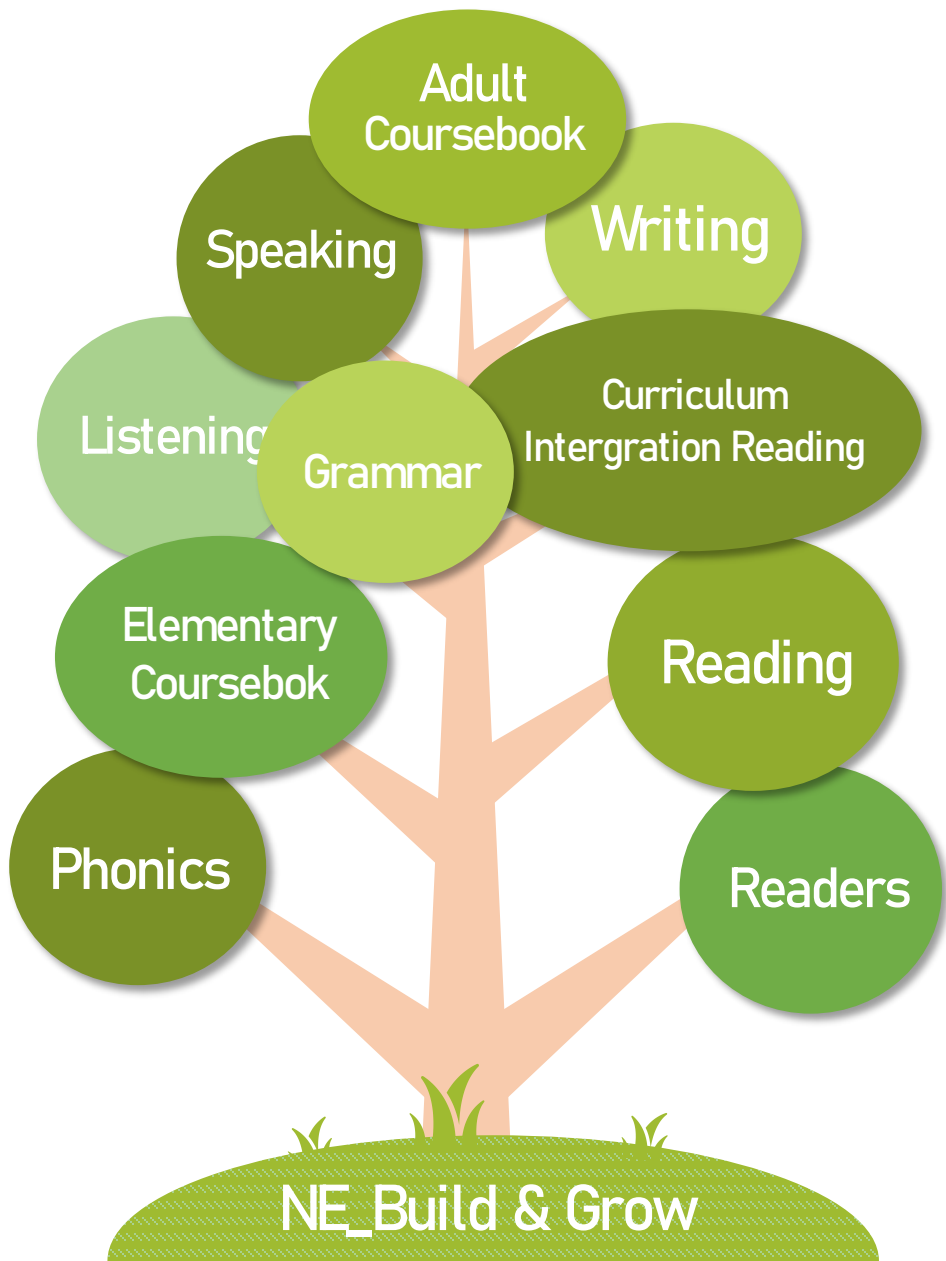 Adult
Coursebook
Speaking
Writing
Listening
Grammar
Curriculum
Intergration Reading
Elementary
Coursebok
Reading
Phonics
Readers
NE_Build & Grow